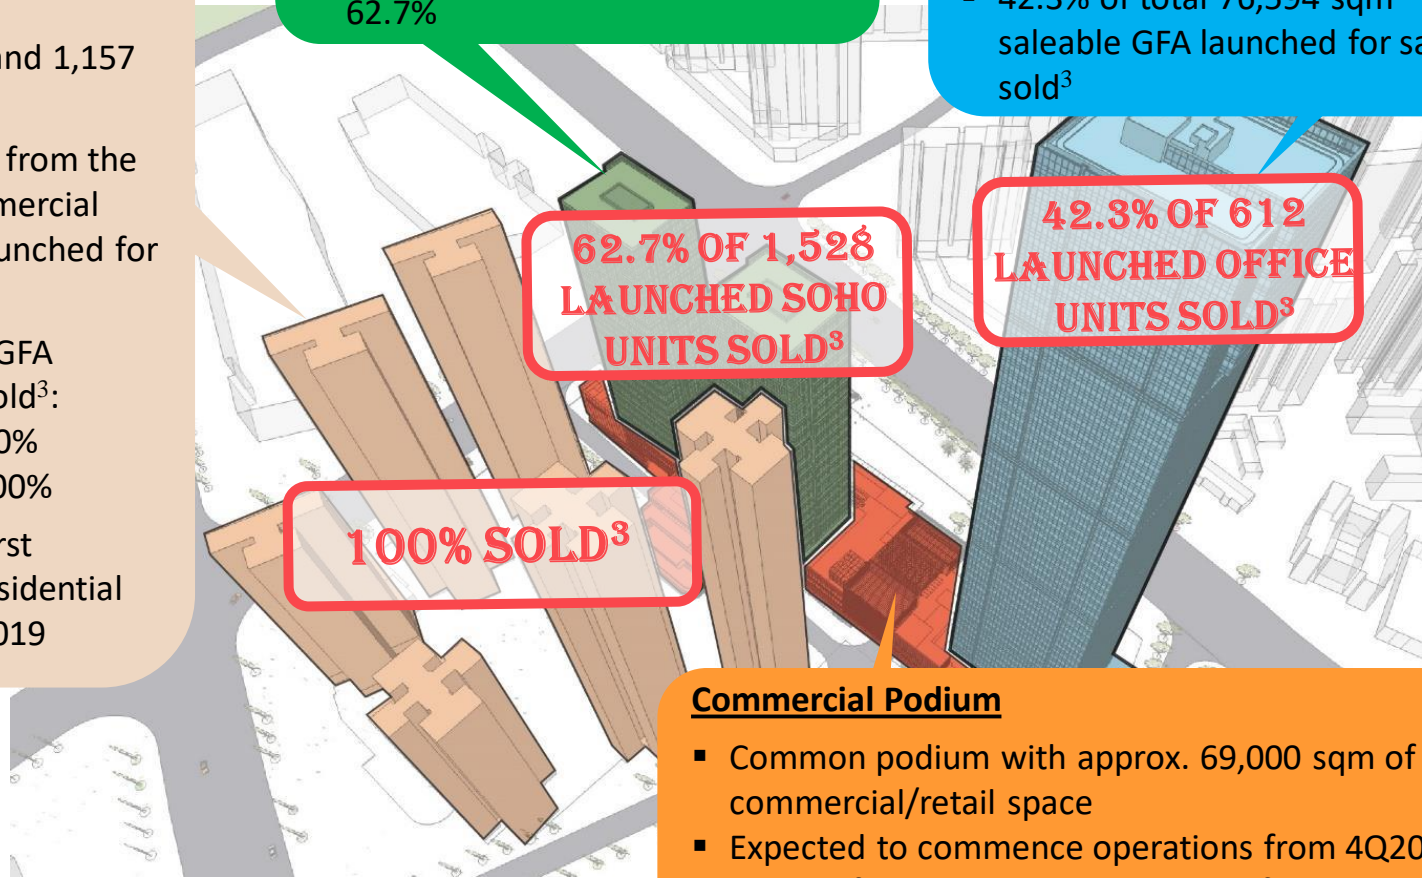 and 1,157
from the
mercial
unched for
GFA
old³:
0%
00%
rst
sidential
019
62.7%
saleable GFA launched for sa
sold³
62.7% OF 1,528
LAUNCHED SOHO
UNITS SOLD³
42.3% OF 612
LAUNCHED OFFICE
UNITS SOLD³
100% SOLD³
Commercial Podium
▪ Common podium with approx. 69,000 sqm of
commercial/retail space
▪ Expected to commence operations from 4Q20